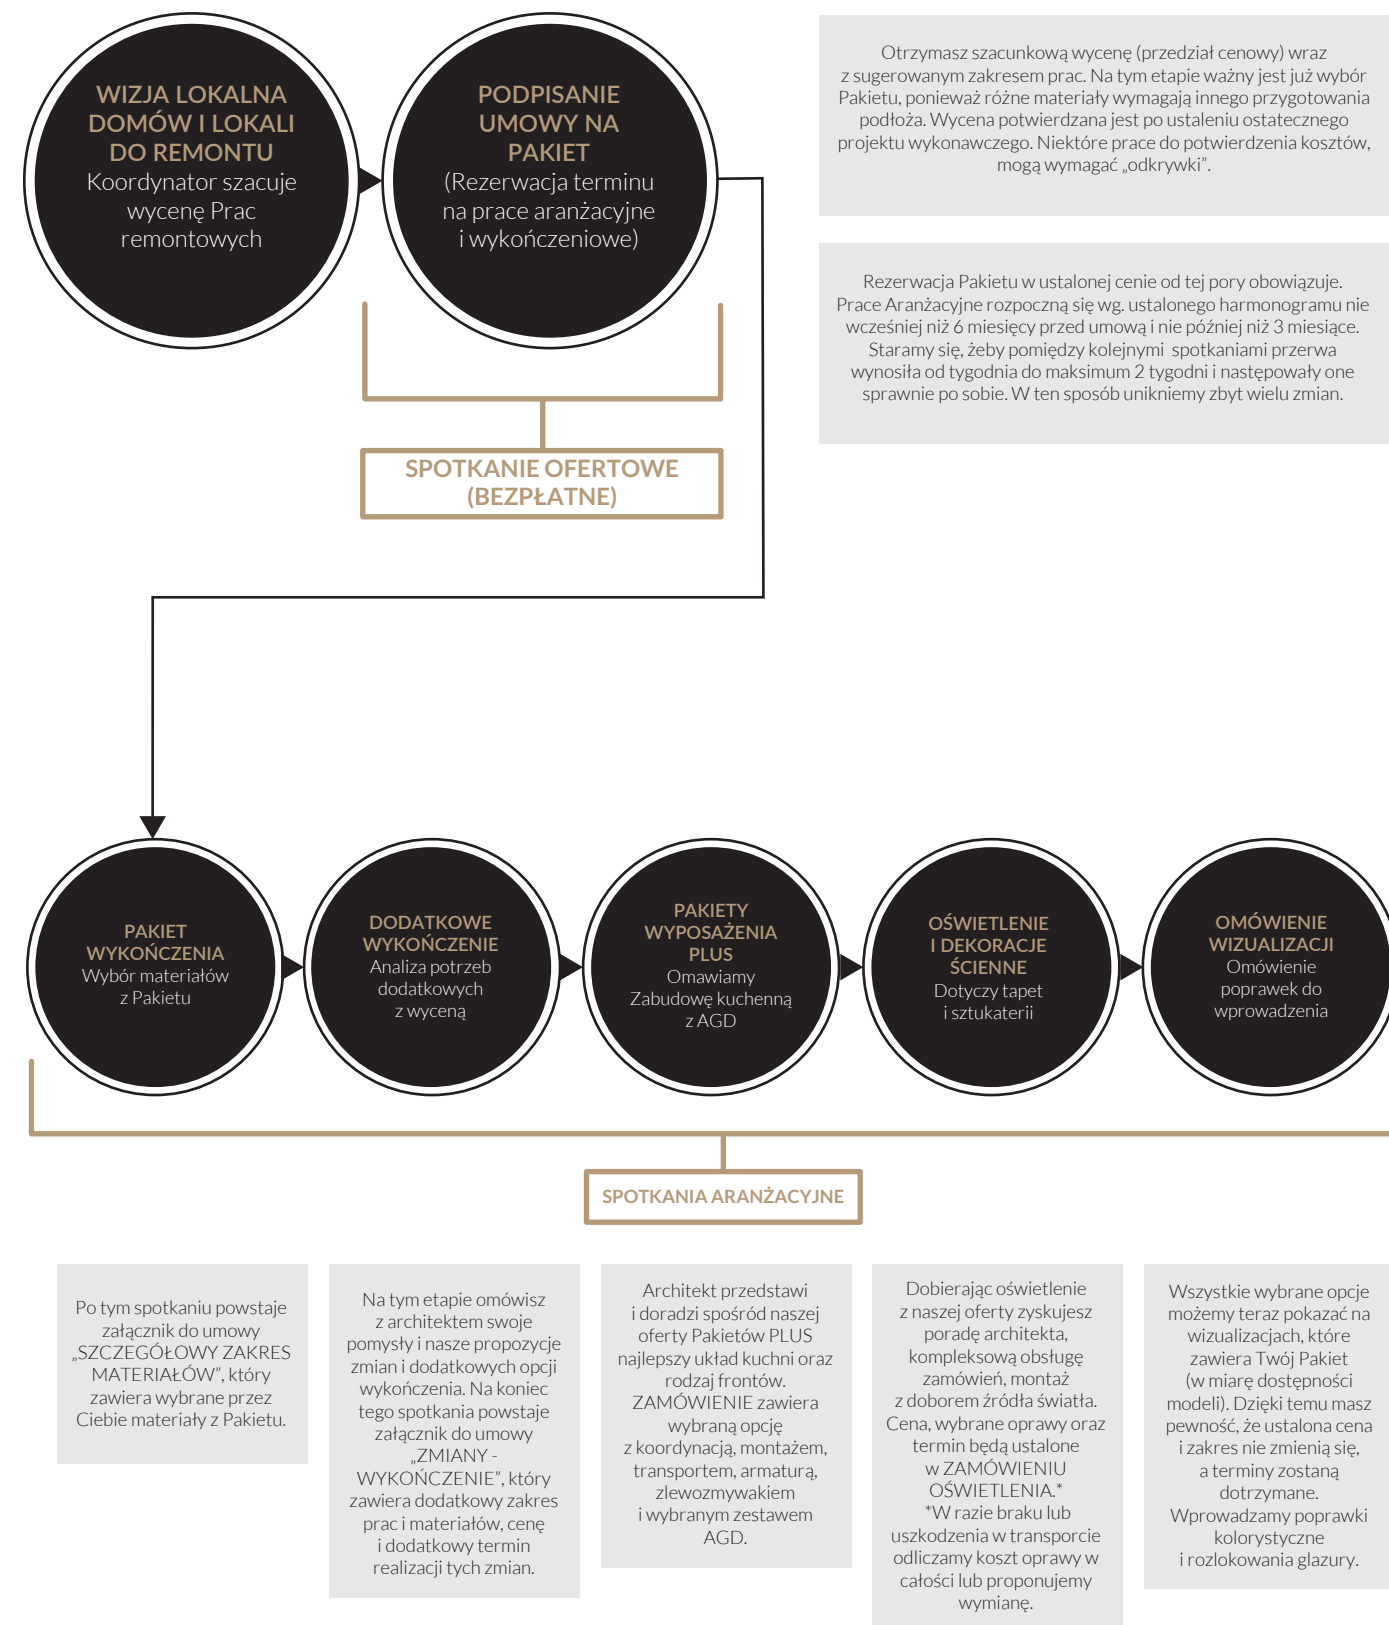 WIZJA LOKALNA
DOMÓW I LOKALI
DO REMONTU
Koordynator szacuje
wycenę Prac
remontowych
PODPISANIE
UMOWY NA
PAKIET
(Rezerwacja terminu
na prace aranżacyjne
i wykończeniowe)
Otrzymasz szacunkową wycenę (przedział cenowy) wraz
z sugerowanym zakresem prac. Na tym etapie ważny jest już wybór
Pakietu, ponieważ różne materiały wymagają innego przygotowania
podłoża. Wycena potwierdzana jest po ustaleniu ostatecznego
projektu wykonawczego. Niektóre prace do potwierdzenia kosztów,
mogą wymagać „odkrywki”.
Rezerwacja Pakietu w ustalonej cenie od tej pory obowiązuje.
Prace Aranżacyjne rozpoczną się wg. ustalonego harmonogramu nie
wcześniej niż 6 miesięcy przed umową i nie później niż 3 miesiące.
Staramy się, żeby pomiędzy kolejnymi spotkaniami przerwa
wynosiła od tygodnia do maksimum 2 tygodni i następowały one
sprawnie po sobie. W ten sposób unikniemy zbyt wielu zmian.
SPOTKANIE OFERTOWE
(BEZPŁATNE)
PAKIET
WYKOŃCZENIA
Wybór materiałów
z Pakietu
DODATKOWE
WYKOŃCZENIE
Analiza potrzeb
dodatkowych
z wyceną
PAKIETY
WYPOSAŻENIA
PLUS
Omawiamy
Zabudowę kuchenną
z AGD
OŚWIETLENIE
I DEKORACJE
ŚCIENNE
Dotyczy tapet
i sztukaterii
OMÓWIENIE
WIZUALIZACJI
Omówienie
poprawek do
wprowadzenia
SPOTKANIA ARANŻACYJNE
Po tym spotkaniu powstaje
załącznik do umowy
„SZCZEGÓŁOWY ZAKRES
MATERIAŁÓW”, który
zawiera wybrane przez
Ciebie materiały z Pakietu.
Na tym etapie omówisz
z architektem swoje
pomysły i nasze propozycje
zmian i dodatkowych opcji
wykończenia. Na koniec
tego spotkania powstaje
załącznik do umowy
„ZMIANY -
WYKOŃCZENIE”, który
zawiera dodatkowy zakres
prac i materiałów, cenę
i dodatkowy termin
realizacji tych zmian.
Architekt przedstawi
i doradzi spośród naszej
oferty Pakietów PLUS
najlepszy układ kuchni oraz
rodzaj frontów.
ZAMÓWIENIE zawiera
wybraną opcję
z koordynacją, montażem,
transportem, armaturą,
zlewozmywakiem
i wybranym zestawem
AGD.
Dobierając oświetlenie
z naszej oferty zyskujesz
poradę architekta,
kompleksową obsługę
zamówień, montaż
z doborem źródła światła.
Cena, wybrane oprawy oraz
termin będą ustalone
w ZAMÓWIENIU
OŚWIETLENIA.*
*W razie braku lub
uszkodzenia w transporcie
odliczamy koszt oprawy w
całości lub proponujemy
wymianę.
Wszystkie wybrane opcje
możemy teraz pokazać na
wizualizacjach, które
zawiera Twój Pakiet
(w miarę dostępności
modeli). Dzięki temu masz
pewność, że ustalona cena
i zakres nie zmienią się,
a terminy zostaną
dotrzymane.
Wprowadzamy poprawki
kolorystyczne
i rozlokowania glazury.